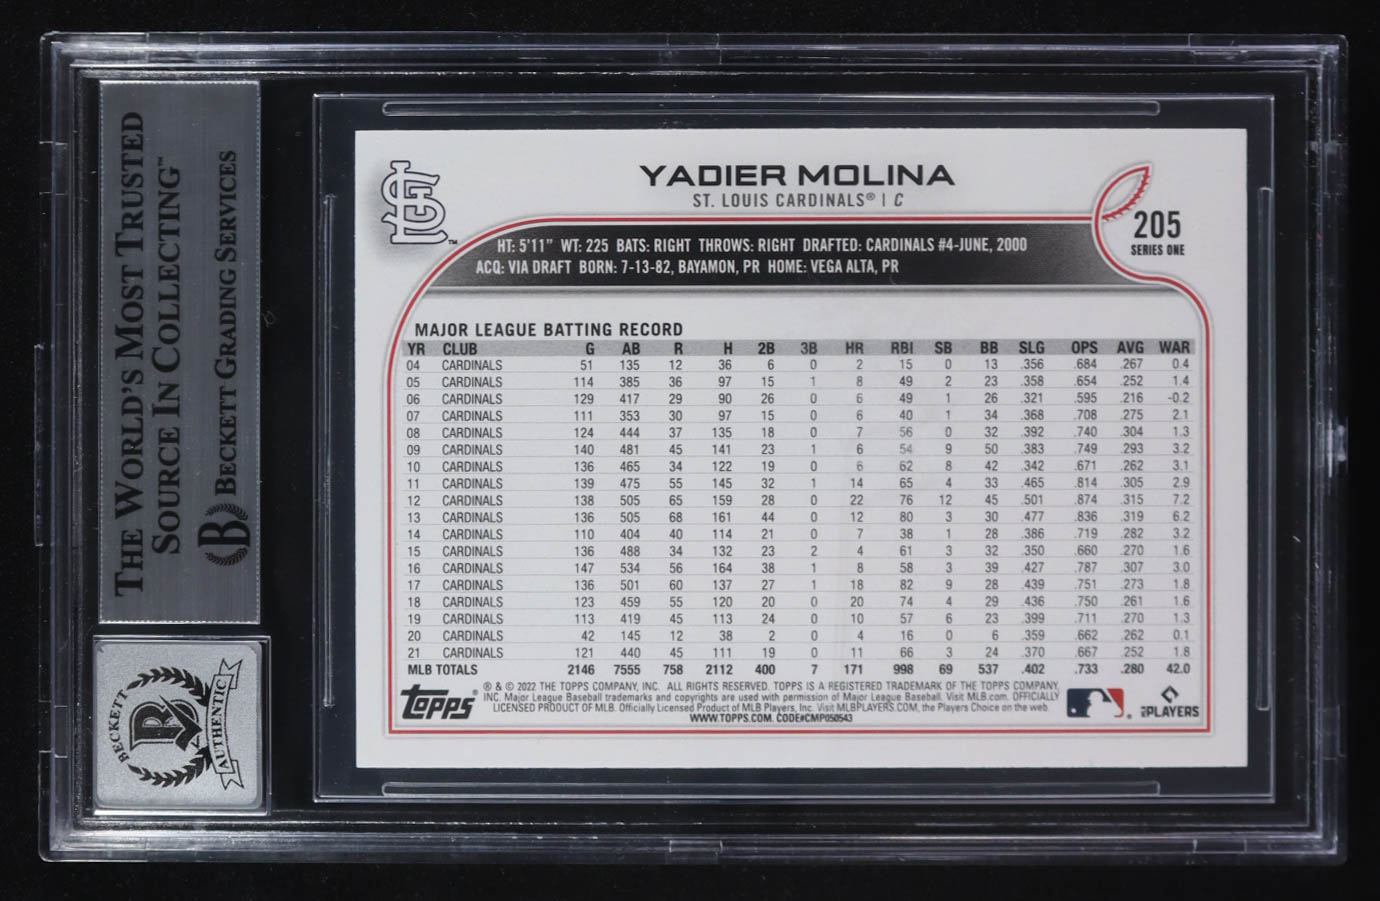 THE WORLD'S MOST TRUSTED
SOURCE IN COLLECTING™
BECKETT GRADING SERVICES
BECKETT
AUTHENTIC
STL ™
YADIER MOLINA
ST. LOUIS CARDINALS® | C
205
SERIES ONE
HT: 5'11" WT: 225 BATS: RIGHT THROWS: RIGHT DRAFTED: CARDINALS #4-JUNE, 2000
ACQ: VIA DRAFT BORN: 7-13-82, BAYAMON, PR HOME: VEGA ALTA, PR
MAJOR LEAGUE BATTING RECORD
YR CLUB G AB R H 2B 3B HR RBI SB BB SLG OPS AVG WAR
04 CARDINALS 51 135 12 36 6 0 2 15 0 13 .356 .684 .267 0.4
05 CARDINALS 114 385 36 97 15 1 8 49 2 23 .358 .654 .252 1.4
06 CARDINALS 129 417 29 90 26 0 6 49 1 26 .321 .595 .216 -0.2
07 CARDINALS 111 353 30 97 15 0 6 40 1 34 .368 .708 .275 2.1
08 CARDINALS 124 444 37 135 18 0 7 56 0 32 .392 .740 .304 1.3
09 CARDINALS 140 481 45 141 23 1 6 54 9 50 .383 .749 .293 3.2
10 CARDINALS 136 465 34 122 19 0 6 62 8 42 .342 .671 .262 3.1
11 CARDINALS 139 475 55 145 32 1 14 65 4 33 .465 .814 .305 2.9
12 CARDINALS 138 505 65 159 28 0 22 76 12 45 .501 .874 .315 7.2
13 CARDINALS 136 505 68 161 44 0 12 80 3 30 .477 .836 .319 6.2
14 CARDINALS 110 404 40 114 21 0 7 38 1 28 .386 .719 .282 3.2
15 CARDINALS 136 488 34 132 23 2 4 61 3 32 .350 .660 .270 1.6
16 CARDINALS 147 534 56 164 38 1 8 58 3 39 .427 .787 .307 3.0
17 CARDINALS 136 501 60 137 27 1 18 82 9 28 .439 .751 .273 1.8
18 CARDINALS 123 459 55 120 20 0 20 74 4 29 .436 .750 .261 1.6
19 CARDINALS 113 419 45 113 24 0 10 57 6 23 .399 .711 .270 1.3
20 CARDINALS 42 145 12 38 2 0 4 16 0 6 .359 .662 .262 0.1
21 CARDINALS 121 440 45 111 19 0 11 66 3 24 .370 .667 .252 1.8
MLB TOTALS 2146 7555 758 2112 400 7 171 998 69 537 .402 .733 .280 42.0
Topps®
® & © 2022 THE TOPPS COMPANY, INC. ALL RIGHTS RESERVED. TOPPS IS A REGISTERED TRADEMARK OF THE TOPPS COMPANY,
INC. Major League Baseball trademarks and copyrights are used with permission of Major League Baseball. Visit MLB.com. OFFICIALLY
LICENSED PRODUCT OF MLB. Officially Licensed Product of MLB Players, Inc. Visit MLBPLAYERS.COM, the Players Choice on the web.
WWW.TOPPS.COM. CODE#CMP050543
MLB PLAYERS